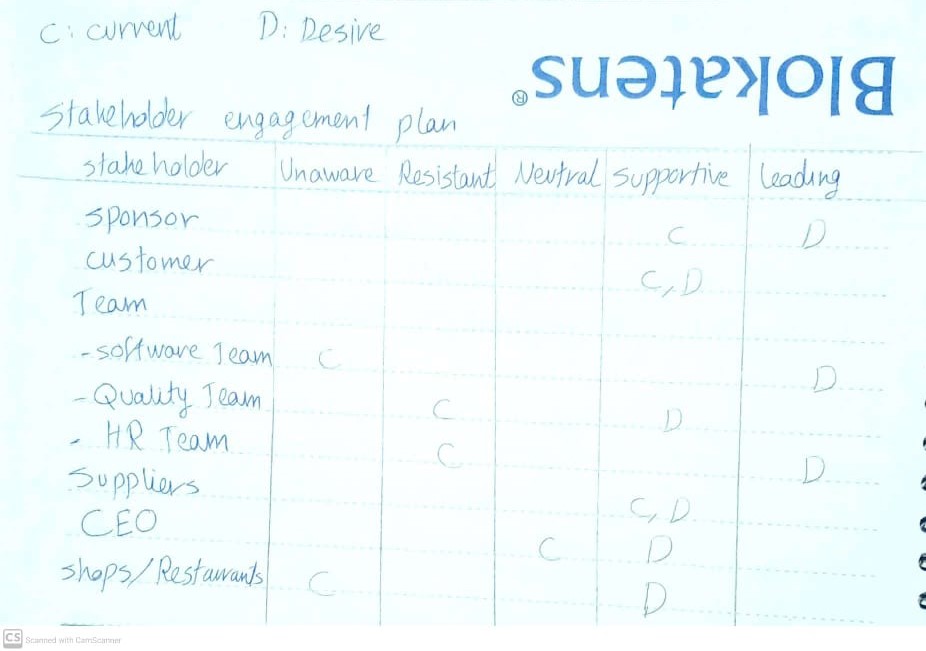 C: current D: Desire
Blokatens®
Stakeholder engagement plan
stakeholder Unaware Resistant Neutral supportive Leading
sponsor C D
customer C, D
Team
- software Team C D
- Quality Team C D
- HR Team C D
Suppliers C, D
CEO C D
shops/Restaurants C D
CS Scanned with CamScanner